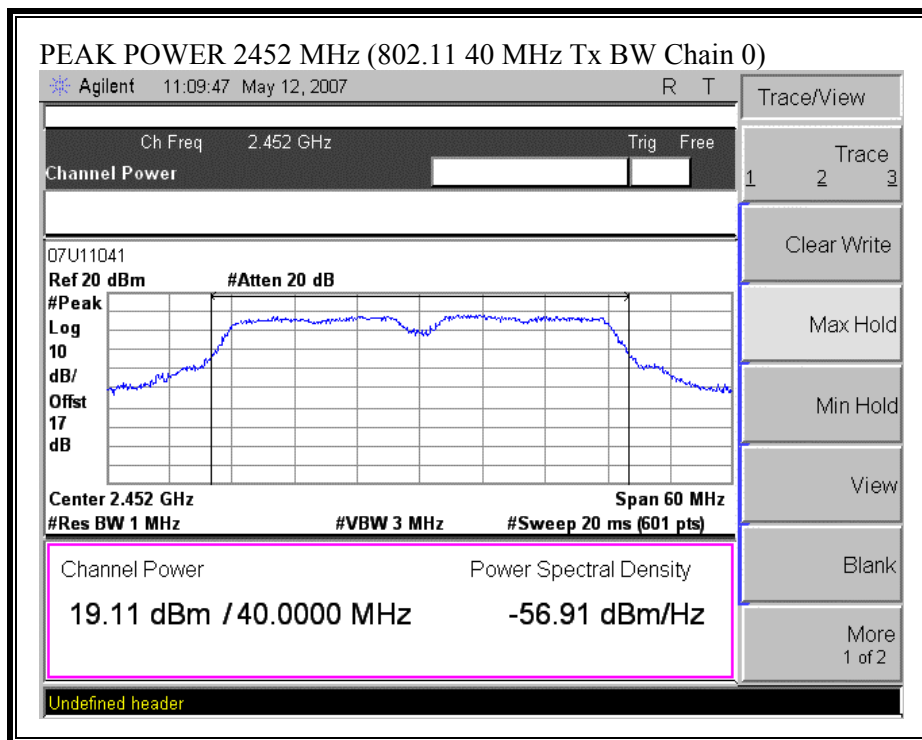 PEAK POWER 2452 MHz (802.11 40 MHz Tx BW Chain 0)
Agilent 11:09:47 May 12, 2007 R T
Trace/View
Ch Freq 2.452 GHz Trig Free
Channel Power
Trace
1 2 3
Clear Write
Max Hold
Min Hold
View
Blank
More
1 of 2
07U11041
Ref 20 dBm #Atten 20 dB
#Peak
Log
10
dB/
Offst
17
dB
Center 2.452 GHz Span 60 MHz
#Res BW 1 MHz #VBW 3 MHz #Sweep 20 ms (601 pts)
Channel Power Power Spectral Density
19.11 dBm / 40.0000 MHz -56.91 dBm/Hz
Undefined header